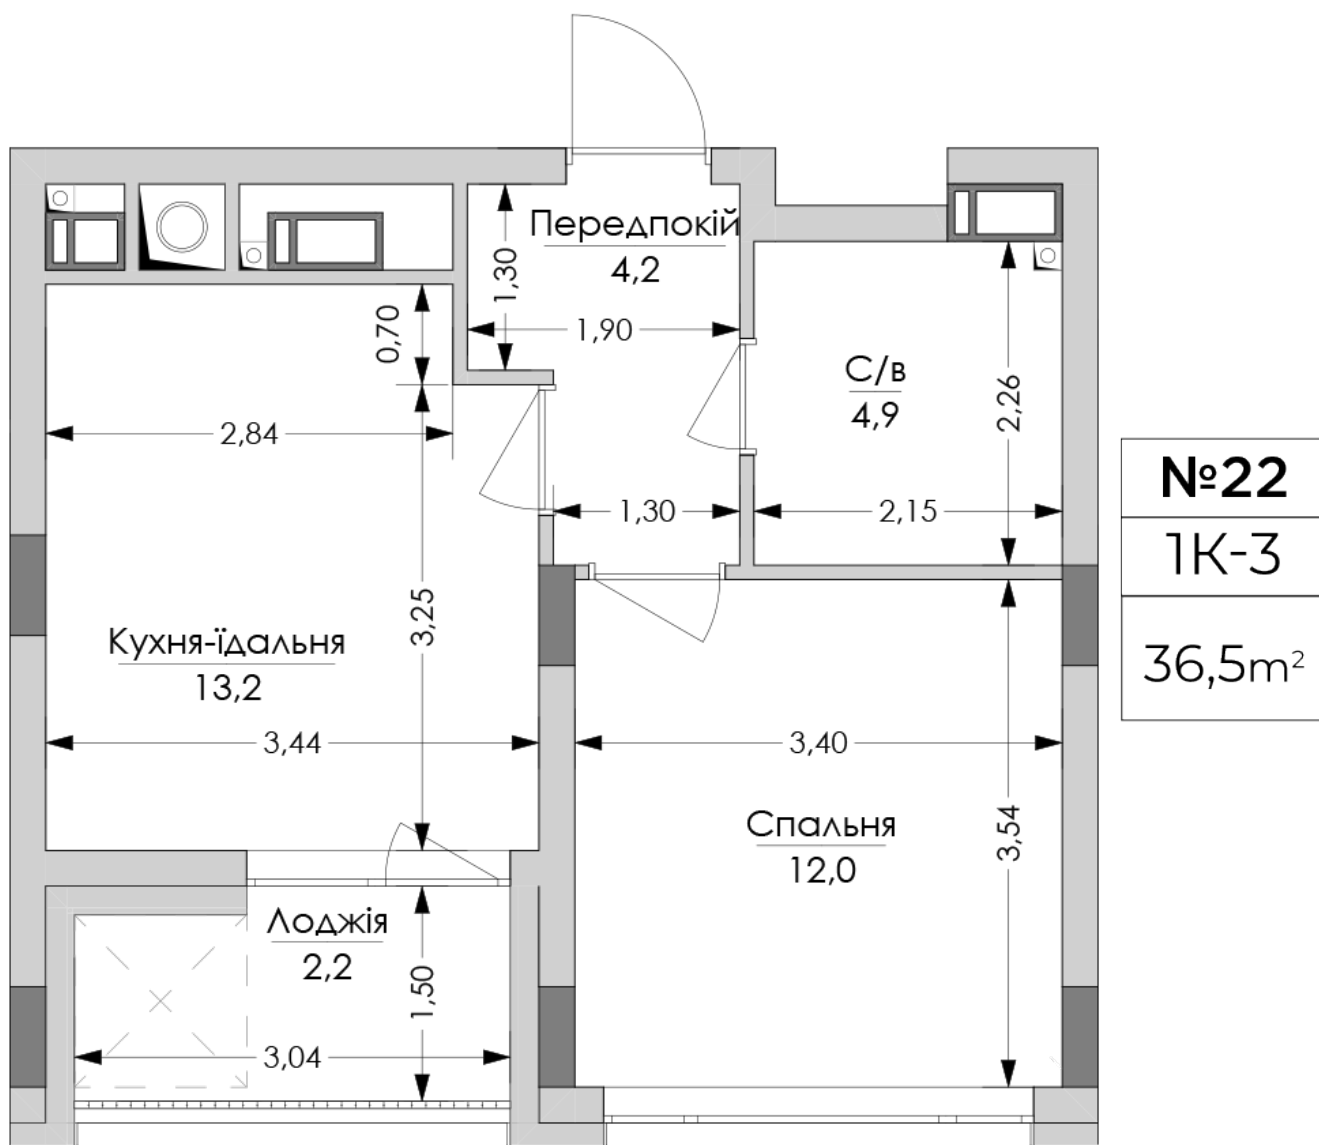 Передпокій
4,2
1,30
1,90
0,70
С/в
4,9
2,26
2,84
1,30
2,15
№22
1К-3
36,5m²
3,25
Кухня-їдальня
13,2
3,44
3,40
Спальня
12,0
3,54
Лоджія
2,2
1,50
3,04